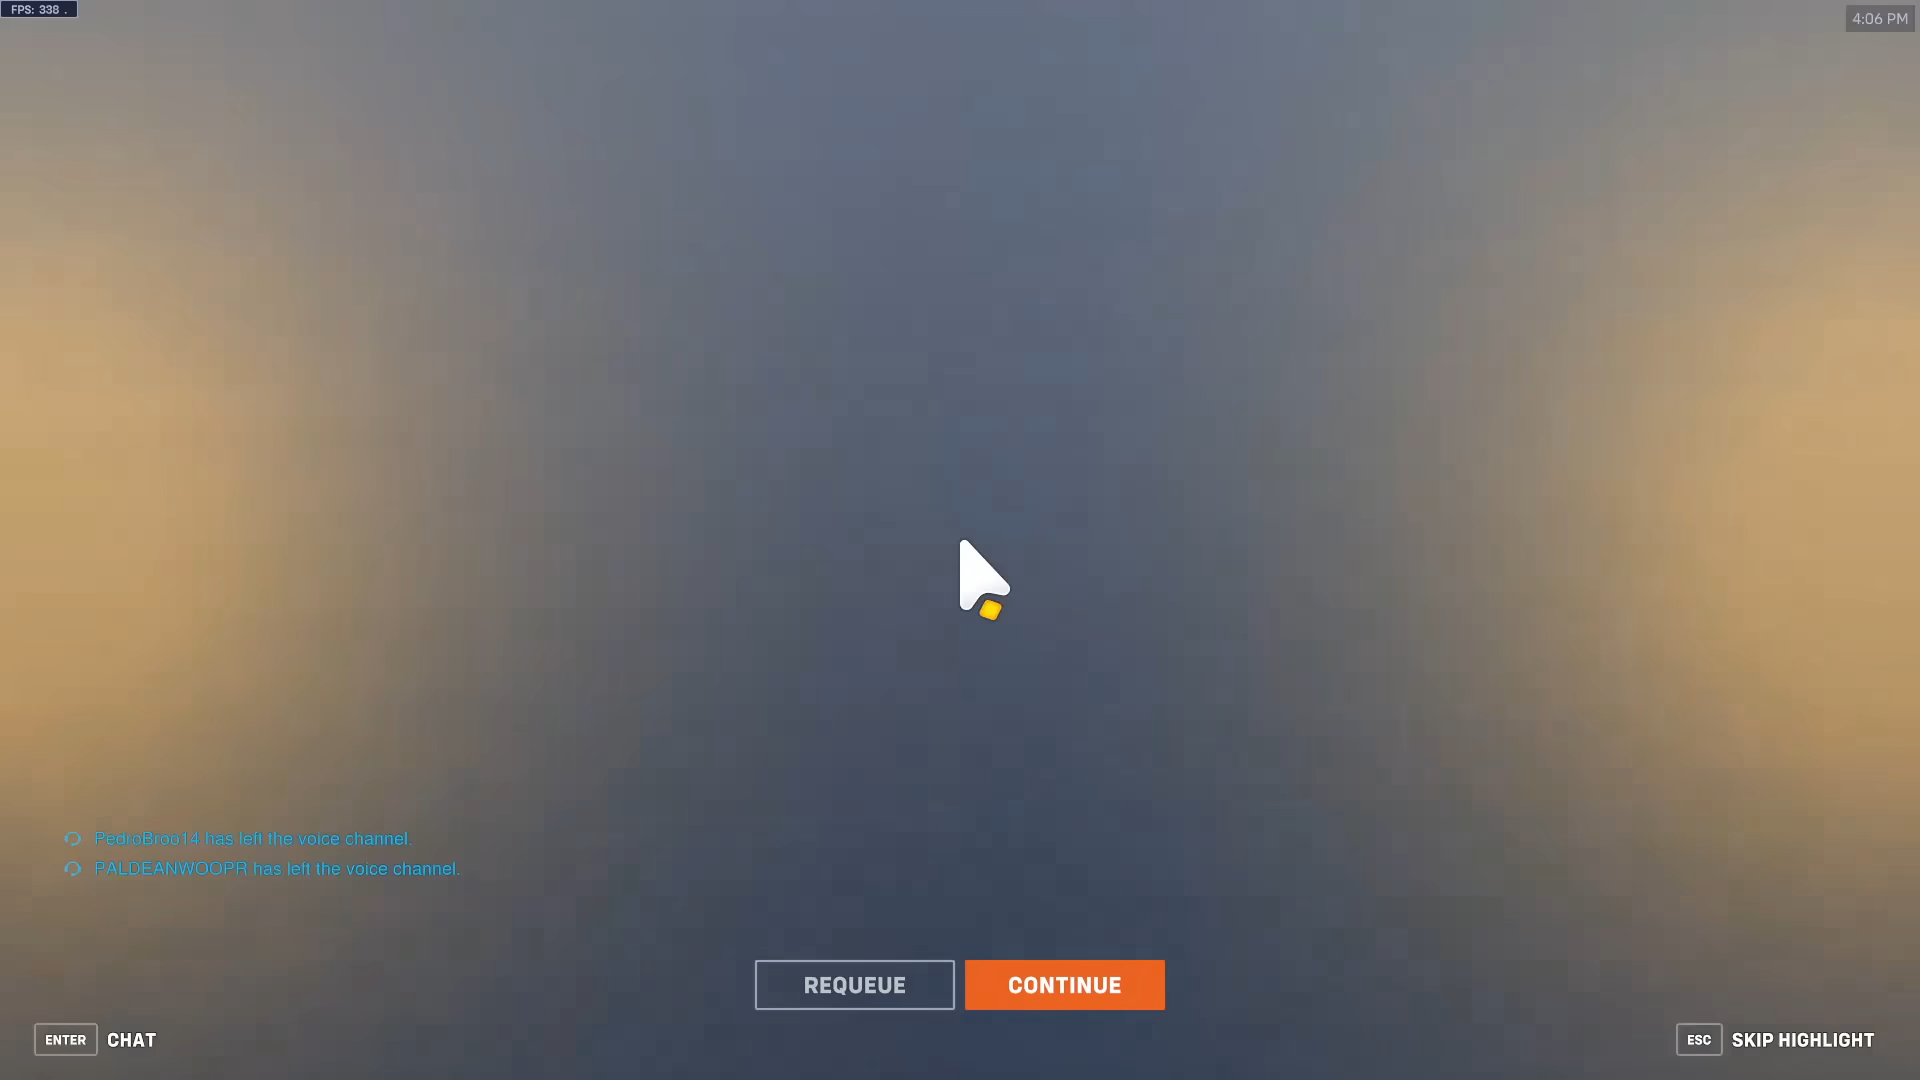 FPS: 338 .
4:06 PM
PedroBroo14 has left the voice channel.
PALDEANWOOPR has left the voice channel.
REQUEUE
CONTINUE
ENTER CHAT
ESC SKIP HIGHLIGHT